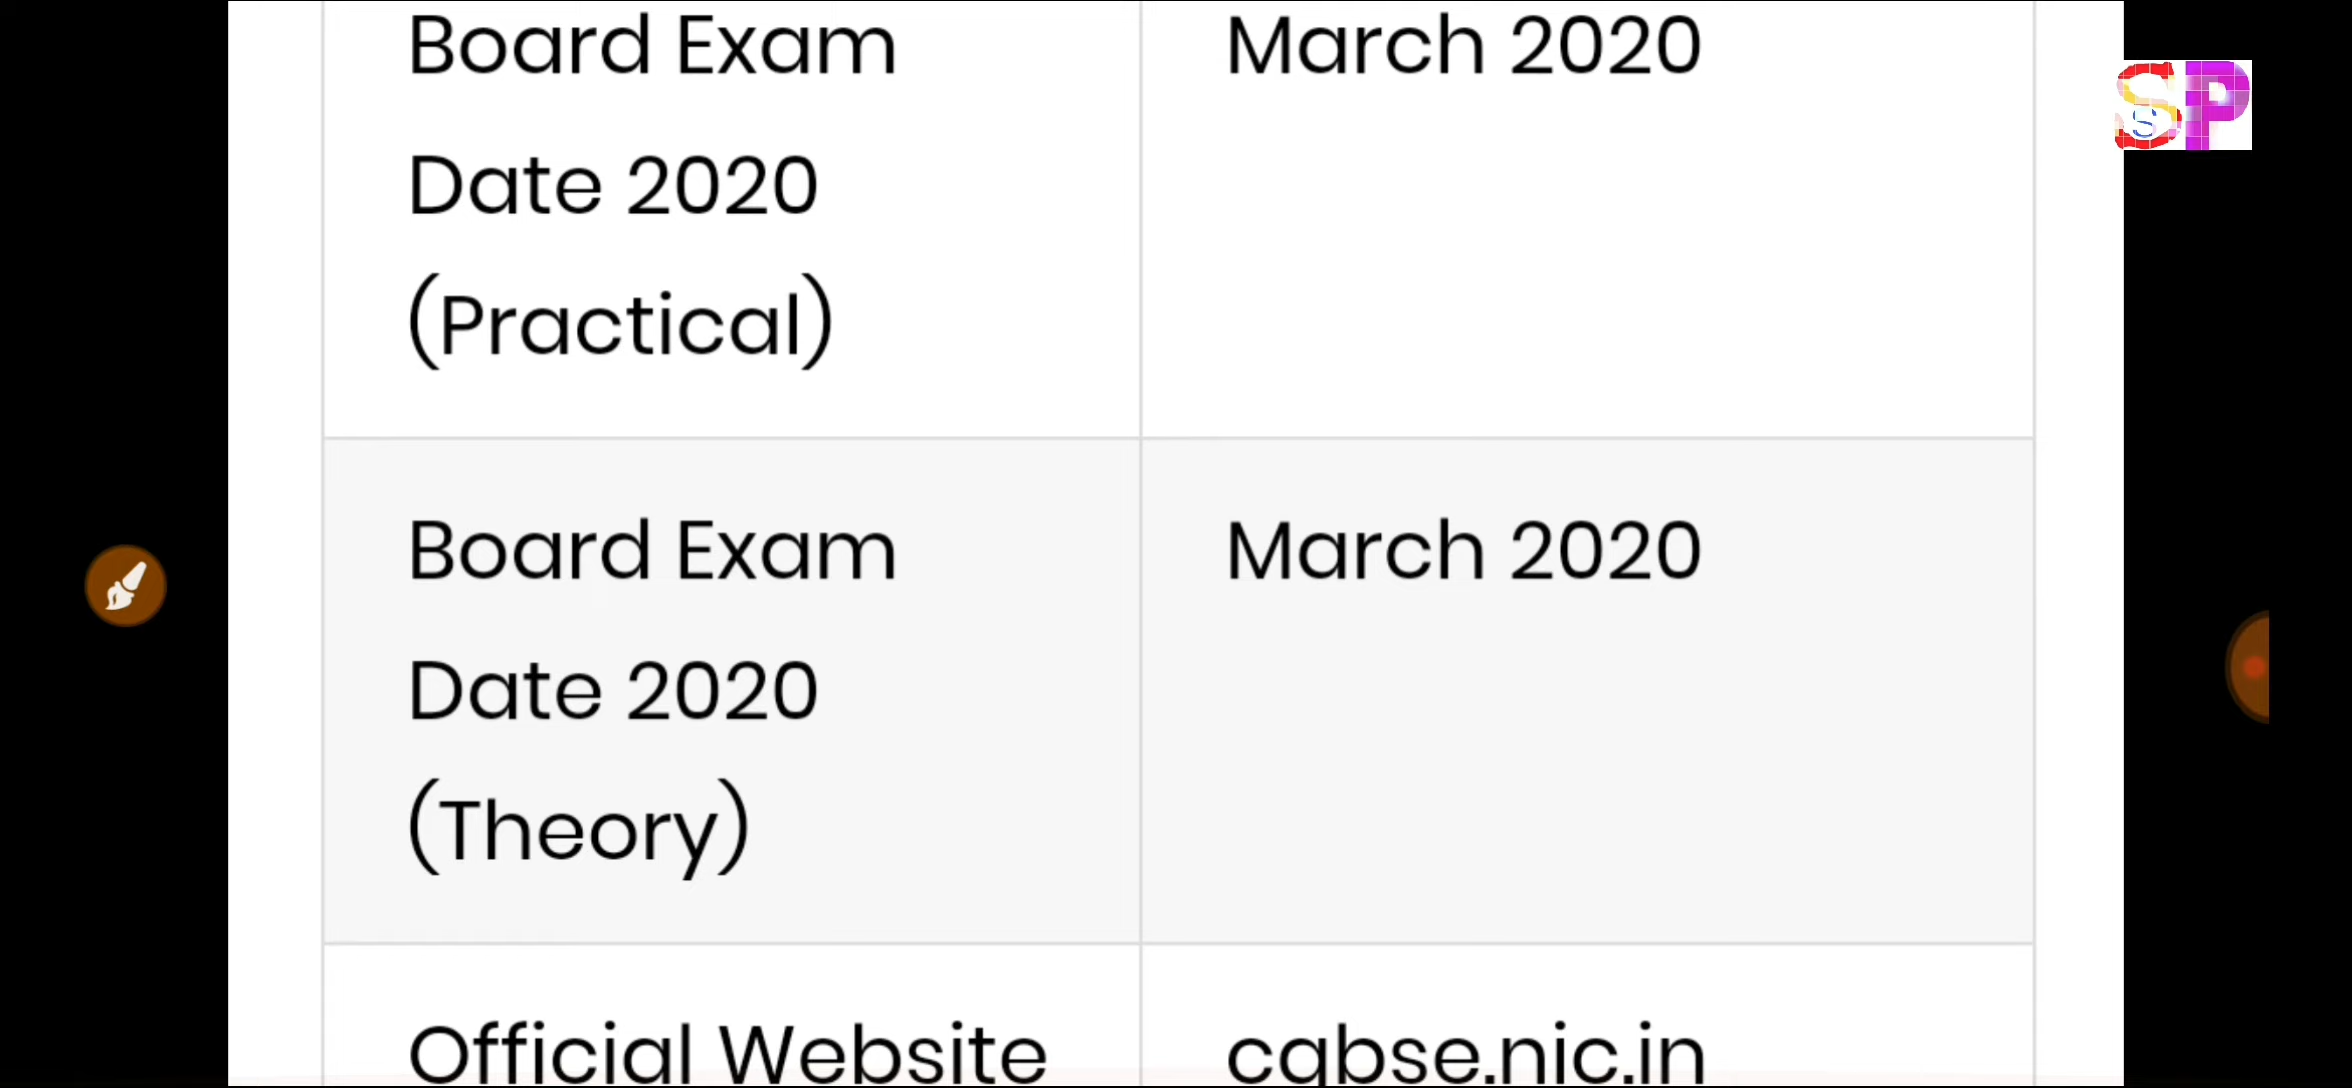 Board Exam
Date 2020
(Practical)
March 2020
SP
S
Board Exam
Date 2020
(Theory)
March 2020
Official Website
cgbse.nic.in